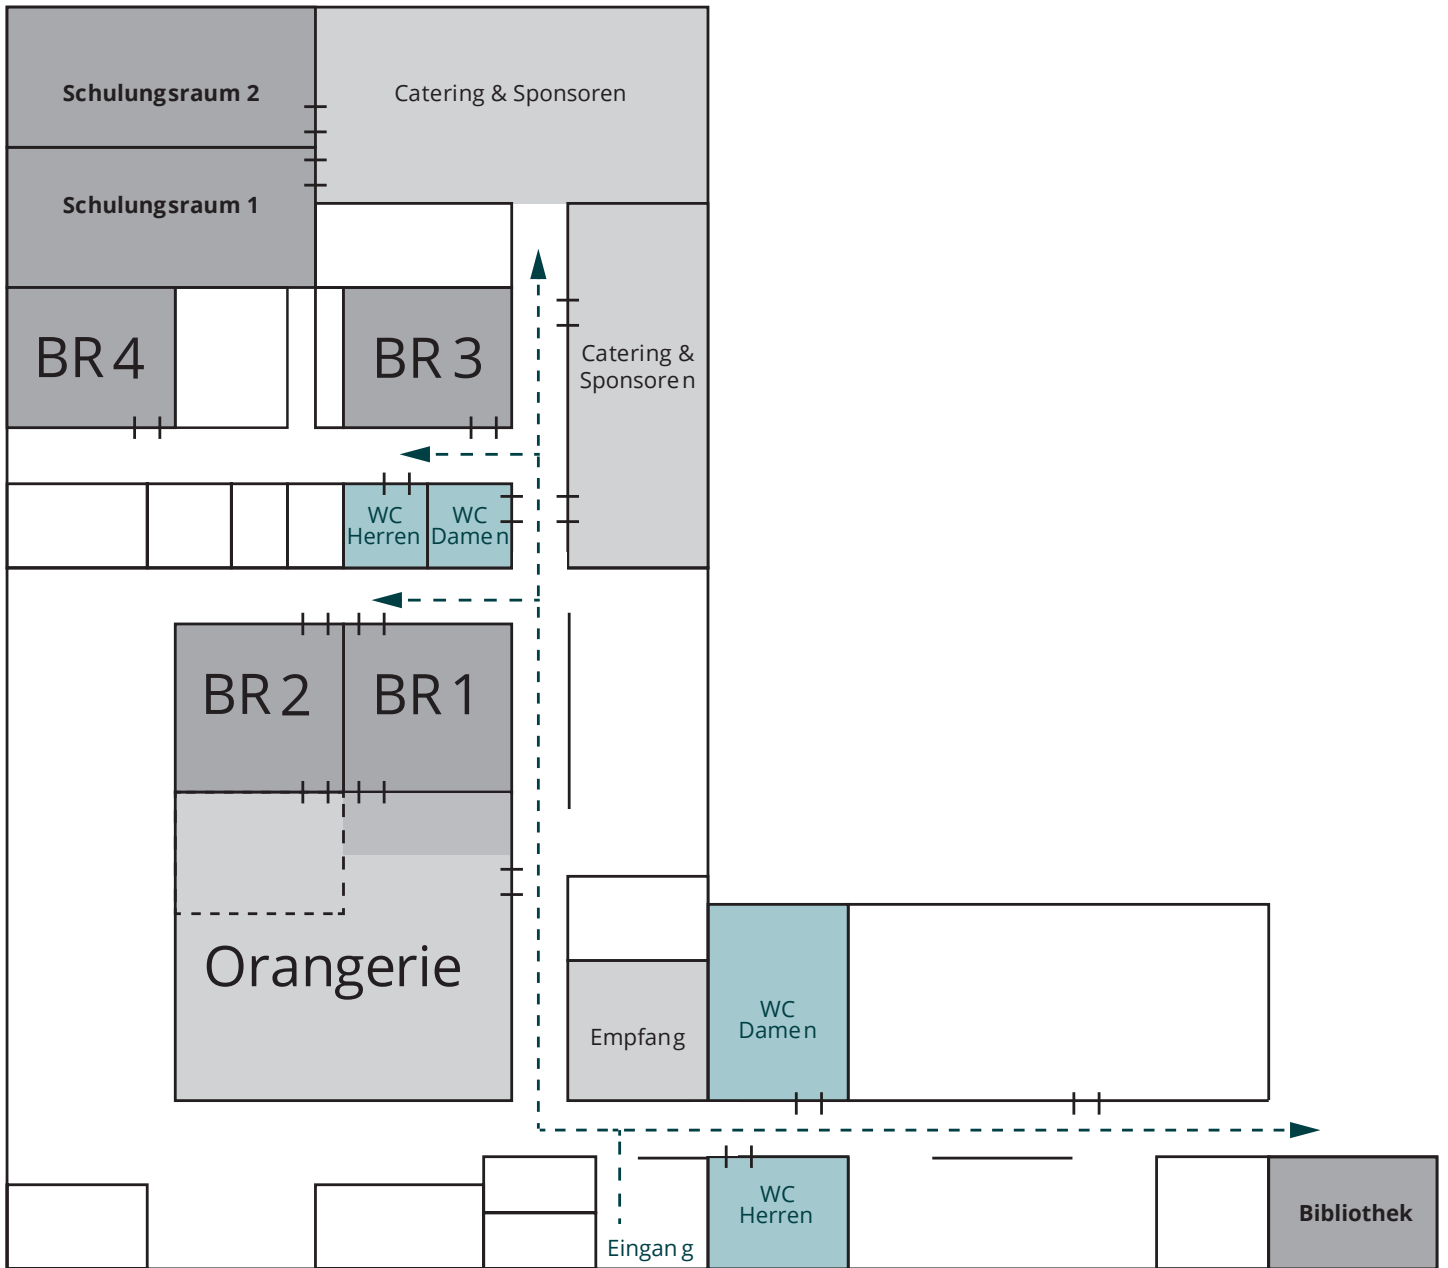 Schulungsraum 2
Catering & Sponsoren
Schulungsraum 1
BR 4
BR 3
Catering &
Sponsoren
WC
Herren
WC
Damen
BR 2
BR 1
Orangerie
Empfang
WC
Damen
WC
Herren
Bibliothek
Eingang